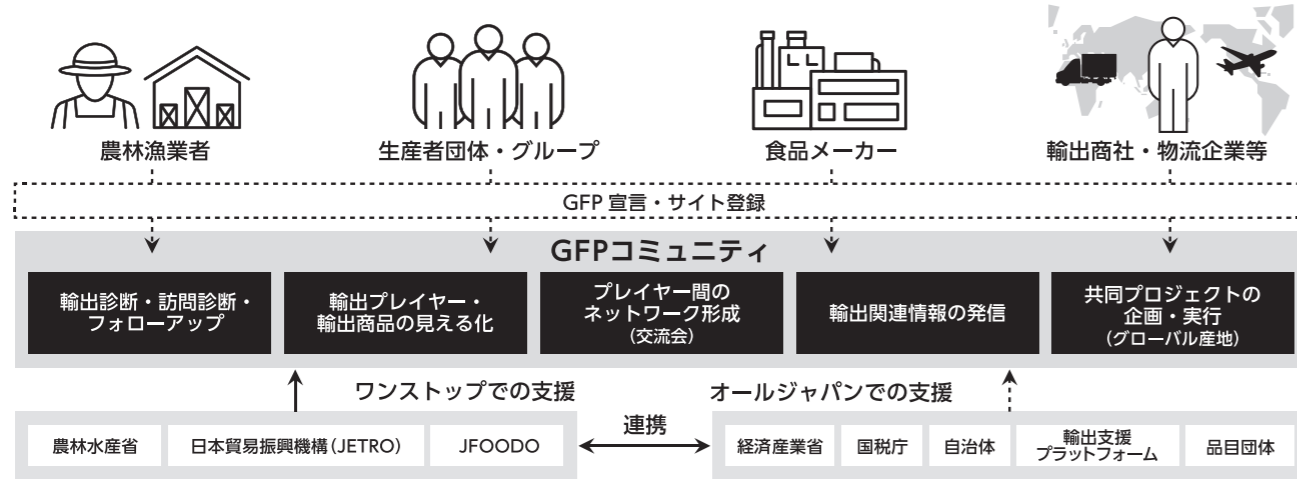 農林漁業者
生産者団体・グループ
食品メーカー
輸出商社・物流企業等
GFP 宣言・サイト登録
GFPコミュニティ
輸出診断・訪問診断・
フォローアップ
輸出プレイヤー・
輸出商品の見える化
プレイヤー間の
ネットワーク形成
(交流会)
輸出関連情報の発信
共同プロジェクトの
企画・実行
(グローバル産地)
ワンストップでの支援
オールジャパンでの支援
農林水産省
日本貿易振興機構(JETRO)
JFOODO
連携
経済産業省
国税庁
自治体
輸出支援
プラットフォーム
品目団体